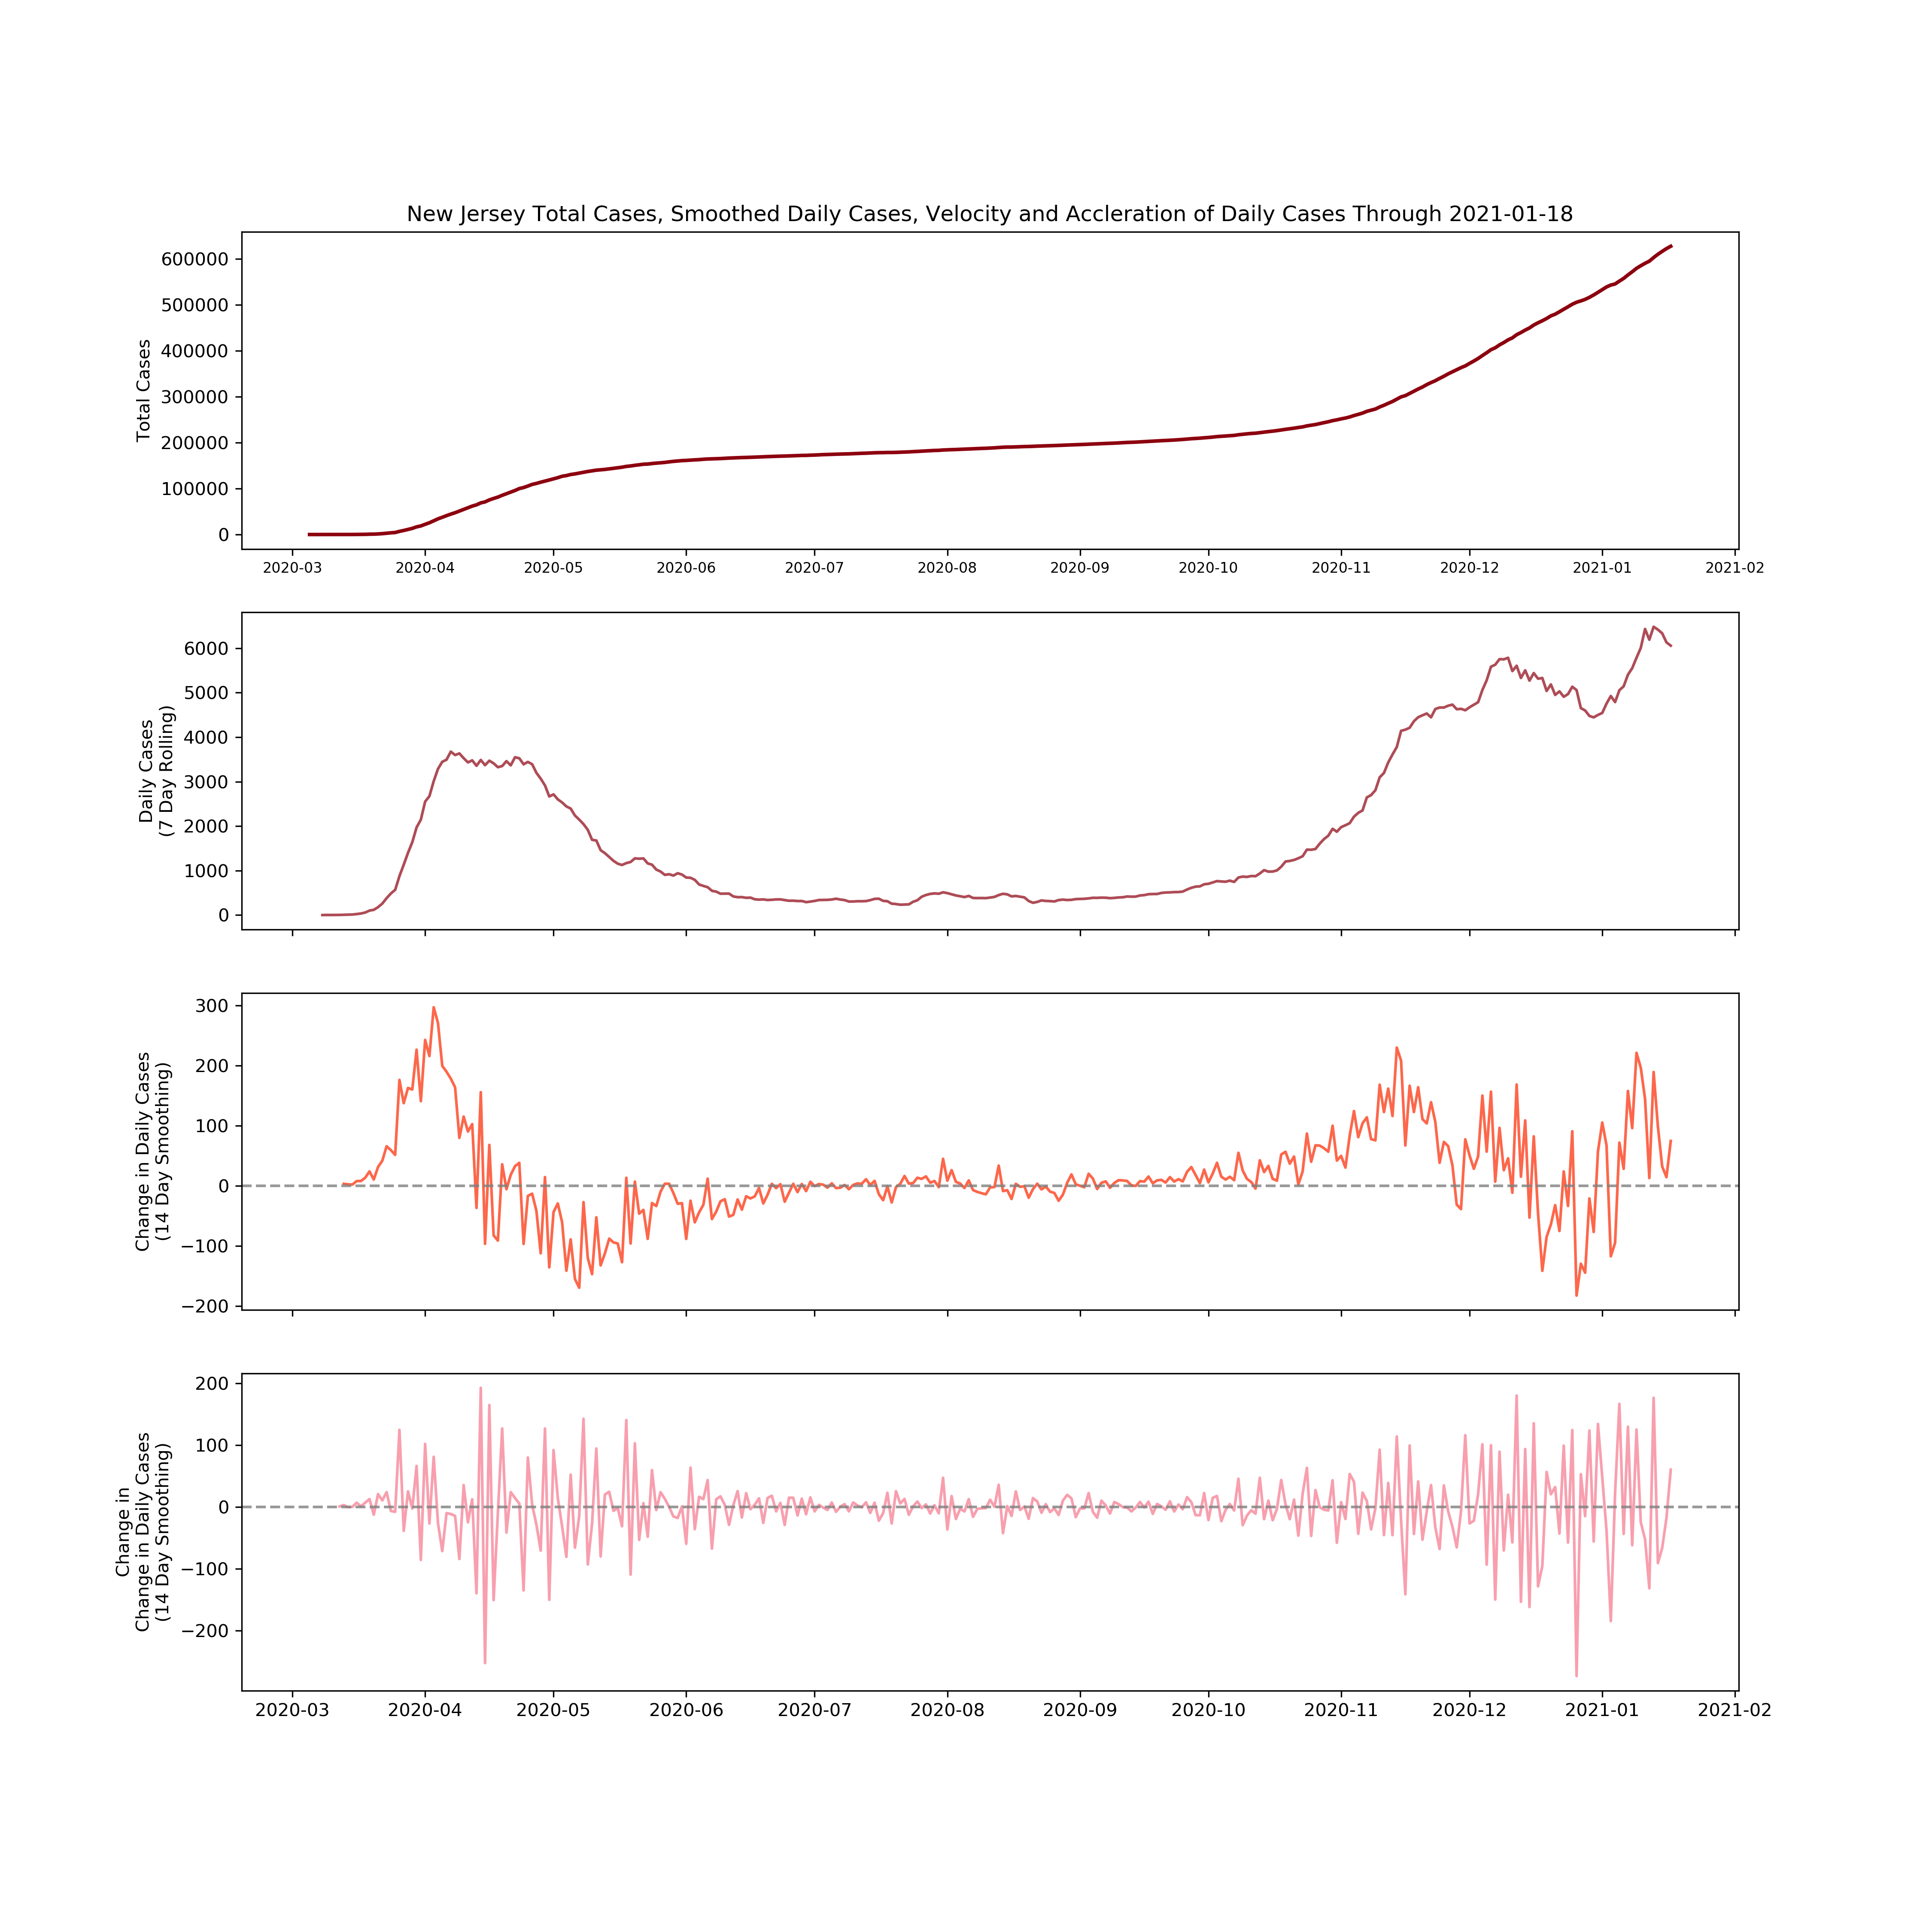 New Jersey Total Cases, Smoothed Daily Cases, Velocity and Accleration of Daily Cases Through 2021-01-18
Total Cases
600000
500000
400000
300000
200000
100000
0
2020-03 2020-04 2020-05 2020-06 2020-07 2020-08 2020-09 2020-10 2020-11 2020-12 2021-01 2021-02
Daily Cases
(7 Day Rolling)
6000
5000
4000
3000
2000
1000
0
Change in Daily Cases
(14 Day Smoothing)
300
200
100
0
−100
−200
Change in
Change in Daily Cases
(14 Day Smoothing)
200
100
0
−100
−200
2020-03 2020-04 2020-05 2020-06 2020-07 2020-08 2020-09 2020-10 2020-11 2020-12 2021-01 2021-02